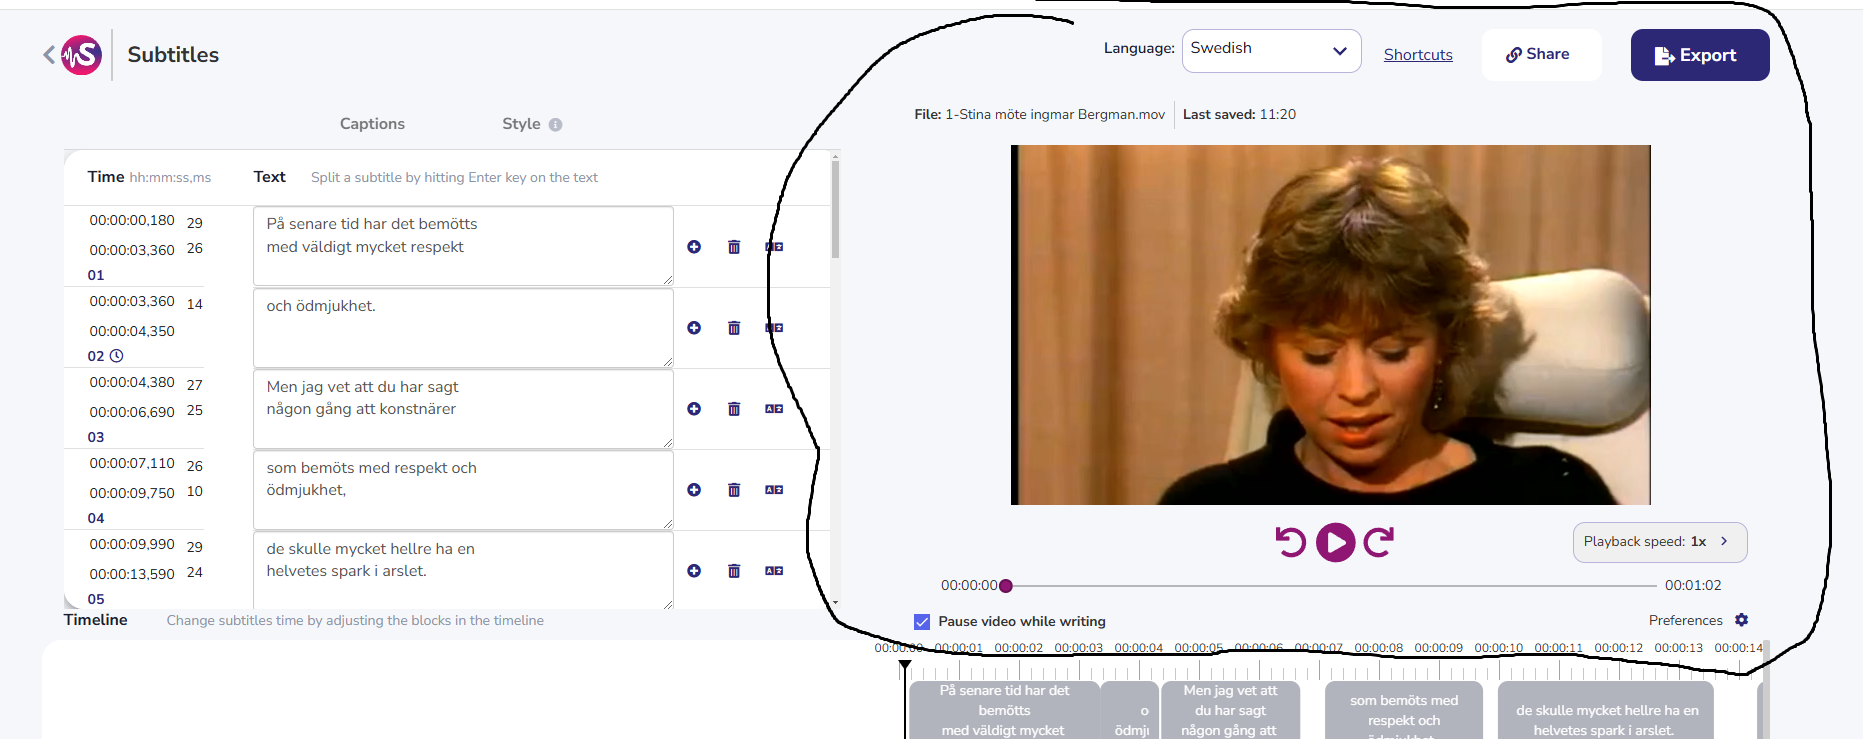 S
Subtitles
Language:
Swedish
Shortcuts
Share
Export
Captions
Style
File: 1-Stina möte ingmar Bergman.mov
Last saved: 11:20
Time hh:mm:ss,ms
Text
Split a subtitle by hitting Enter key on the text
00:00:00,180
29
00:00:03,360
26
01
På senare tid har det bemötts
med väldigt mycket respekt
00:00:03,360
14
00:00:04,350
02
och ödmjukhet.
00:00:04,380
27
00:00:06,690
25
03
Men jag vet att du har sagt
någon gång att konstnärer
00:00:07,110
26
00:00:09,750
10
04
som bemöts med respekt och
ödmjukhet,
00:00:09,990
29
00:00:13,590
24
05
de skulle mycket hellre ha en
helvetes spark i arslet.
Playback speed: 1x
00:00:00
00:01:02
Pause video while writing
Preferences
Timeline
Change subtitles time by adjusting the blocks in the timeline
00:00:00 00:00:01 00:00:02 00:00:03 00:00:04 00:00:05 00:00:06 00:00:07 00:00:08 00:00:09 00:00:10 00:00:11 00:00:12 00:00:13 00:00:14
På senare tid har det
bemötts
med väldigt mycket
o
ödmj
Men jag vet att
du har sagt
någon gång att
som bemöts med
respekt och
de skulle mycket hellre ha en
helvetes spark i arslet.